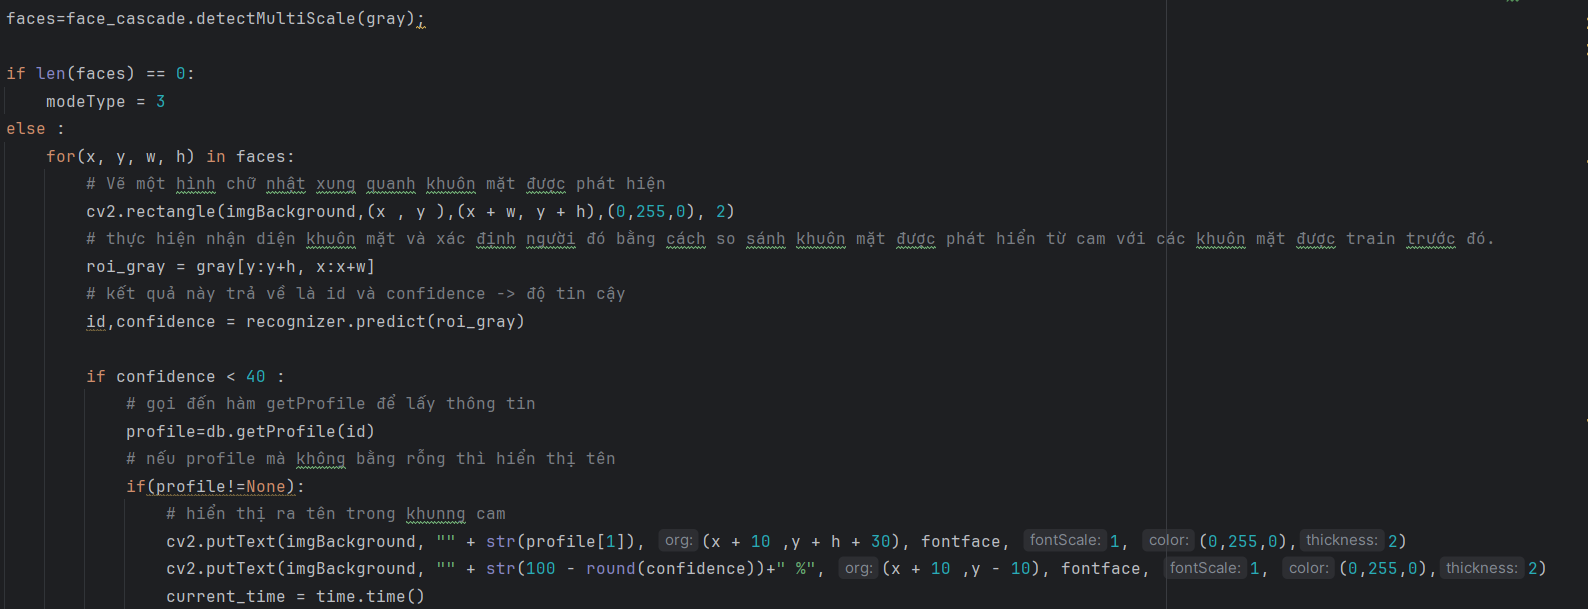 faces=face_cascade.detectMultiScale(gray);
if len(faces) == 0:
modeType = 3
else :
for(x, y, w, h) in faces:
# Vẽ một hình chữ nhật xung quanh khuôn mặt được phát hiện
cv2.rectangle(imgBackground,(x , y ),(x + w, y + h),(0,255,0), 2)
# thực hiện nhận diện khuôn mặt và xác định người đó bằng cách so sánh khuôn mặt được phát hiển từ cam với các khuôn mặt được train trước đó.
roi_gray = gray[y:y+h, x:x+w]
# kết quả này trả về là id và confidence -> độ tin cậy
id,confidence = recognizer.predict(roi_gray)
if confidence < 40 :
# gọi đến hàm getProfile để lấy thông tin
profile=db.getProfile(id)
# nếu profile mà không bằng rỗng thì hiển thị tên
if(profile!=None):
# hiển thị ra tên trong khunng cam
cv2.putText(imgBackground, "" + str(profile[1]), org: (x + 10 ,y + h + 30), fontface, fontScale: 1, color: (0,255,0), thickness: 2)
cv2.putText(imgBackground, "" + str(100 - round(confidence))+" %", org: (x + 10 ,y - 10), fontface, fontScale: 1, color: (0,255,0), thickness: 2)
current_time = time.time()